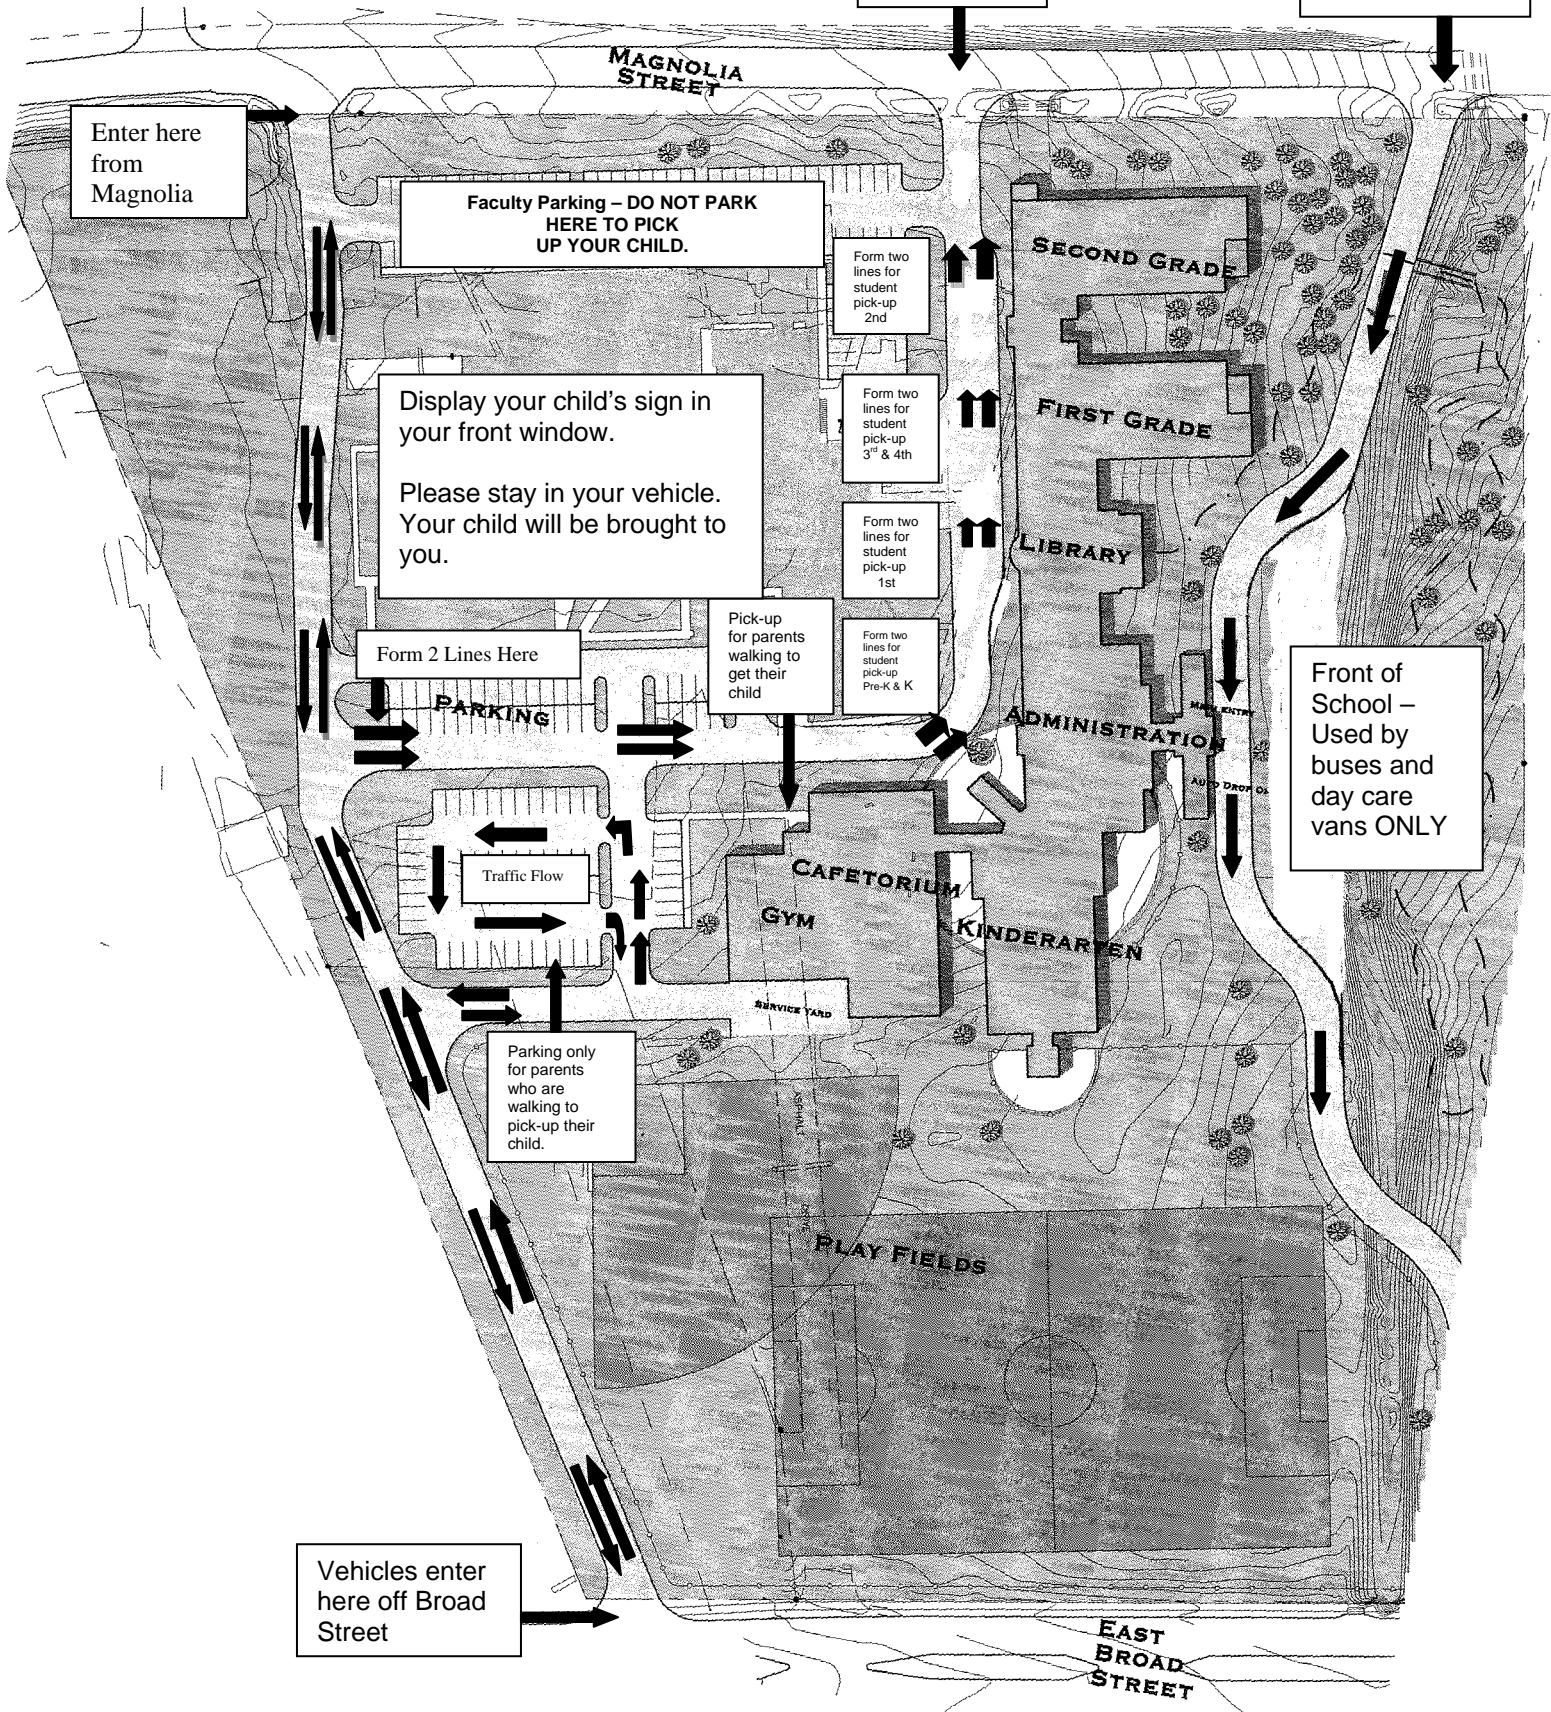 MAGNOLIA
STREET
Enter here
from
Magnolia
Faculty Parking – DO NOT PARK
HERE TO PICK
UP YOUR CHILD.
SECOND GRADE
Form two
lines for
student
pick-up
2nd
Display your child’s sign in
your front window.
Please stay in your vehicle.
Your child will be brought to
you.
Form two
lines for
student
pick-up
3rd & 4th
FIRST GRADE
Form two
lines for
student
pick-up
1st
LIBRARY
Form 2 Lines Here
Pick-up
for parents
walking to
get their
child
Form two
lines for
student
pick-up
Pre-K & K
PARKING
ADMINISTRATION
MAIN ENTRY
AUTO DROP
Front of
School –
Used by
buses and
day care
vans ONLY
Traffic Flow
CAFETORIUM
GYM
KINDERARTEN
SERVICE YARD
Parking only
for parents
who are
walking to
pick-up their
child.
ASPHALT
DRIVE
PLAY FIELDS
Vehicles enter
here off Broad
Street
EAST
BROAD
STREET